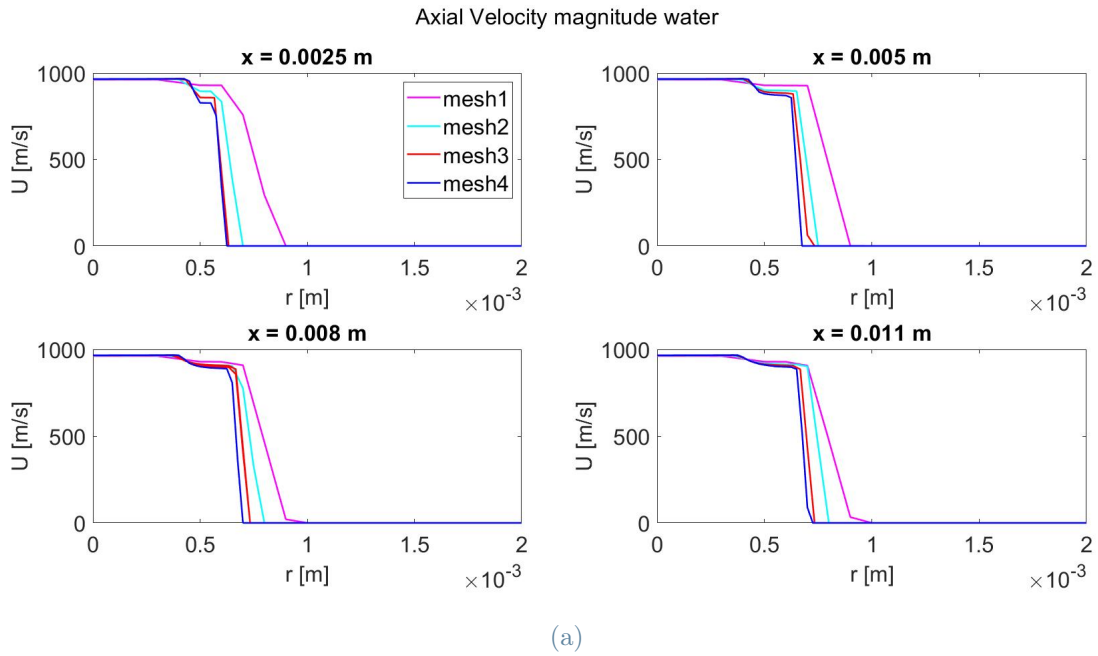 Axial Velocity magnitude water
x = 0.0025 m
1000
500
0
U [m/s]
mesh1
mesh2
mesh3
mesh4
0 0.5 1 1.5 2
r [m]
×10⁻³
x = 0.005 m
1000
500
0
U [m/s]
0 0.5 1 1.5 2
r [m]
×10⁻³
x = 0.008 m
1000
500
0
U [m/s]
0 0.5 1 1.5 2
r [m]
×10⁻³
x = 0.011 m
1000
500
0
U [m/s]
0 0.5 1 1.5 2
r [m]
×10⁻³
(a)